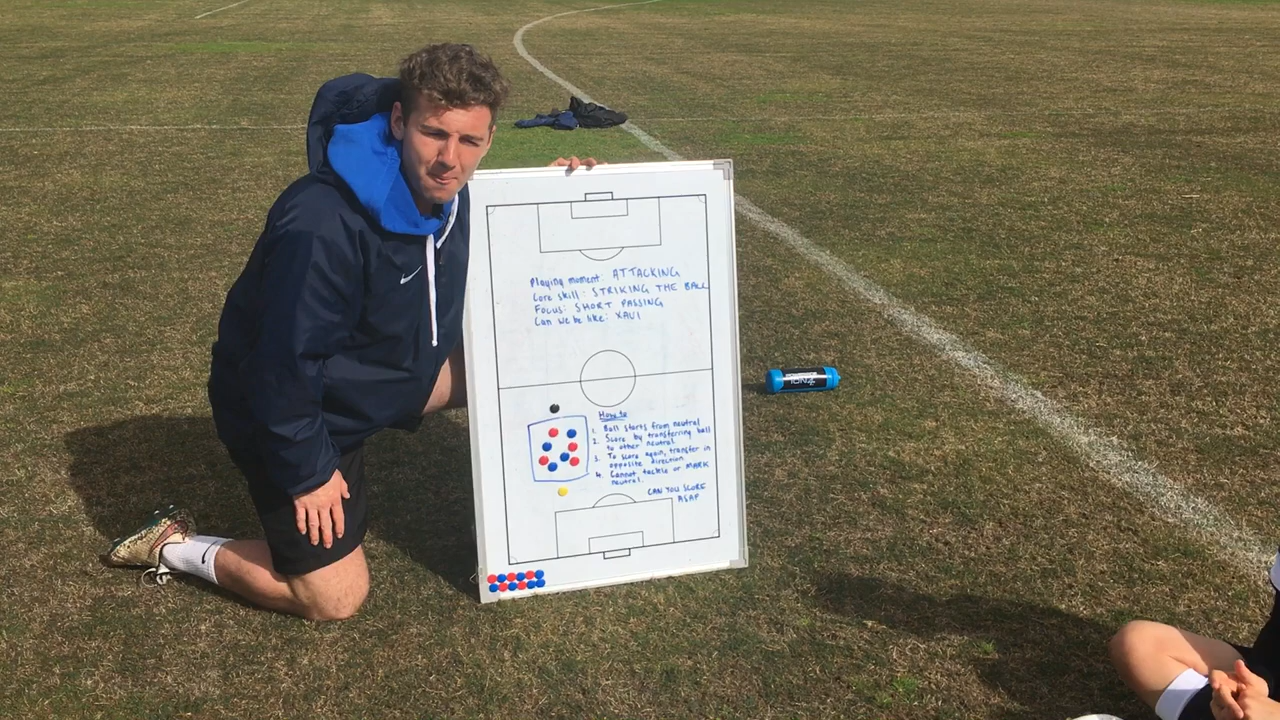 Playing moment: ATTACKING
Core skill: STRIKING THE BALL
Focus: SHORT PASSING
Can we be like: XAVI
How to
1. Ball starts from neutral
2. Score by transferring ball
to other neutral
3. To score again, transfer in
opposite direction
4. Cannot tackle or MARK
neutral.
CAN YOU SCORE
ASAP